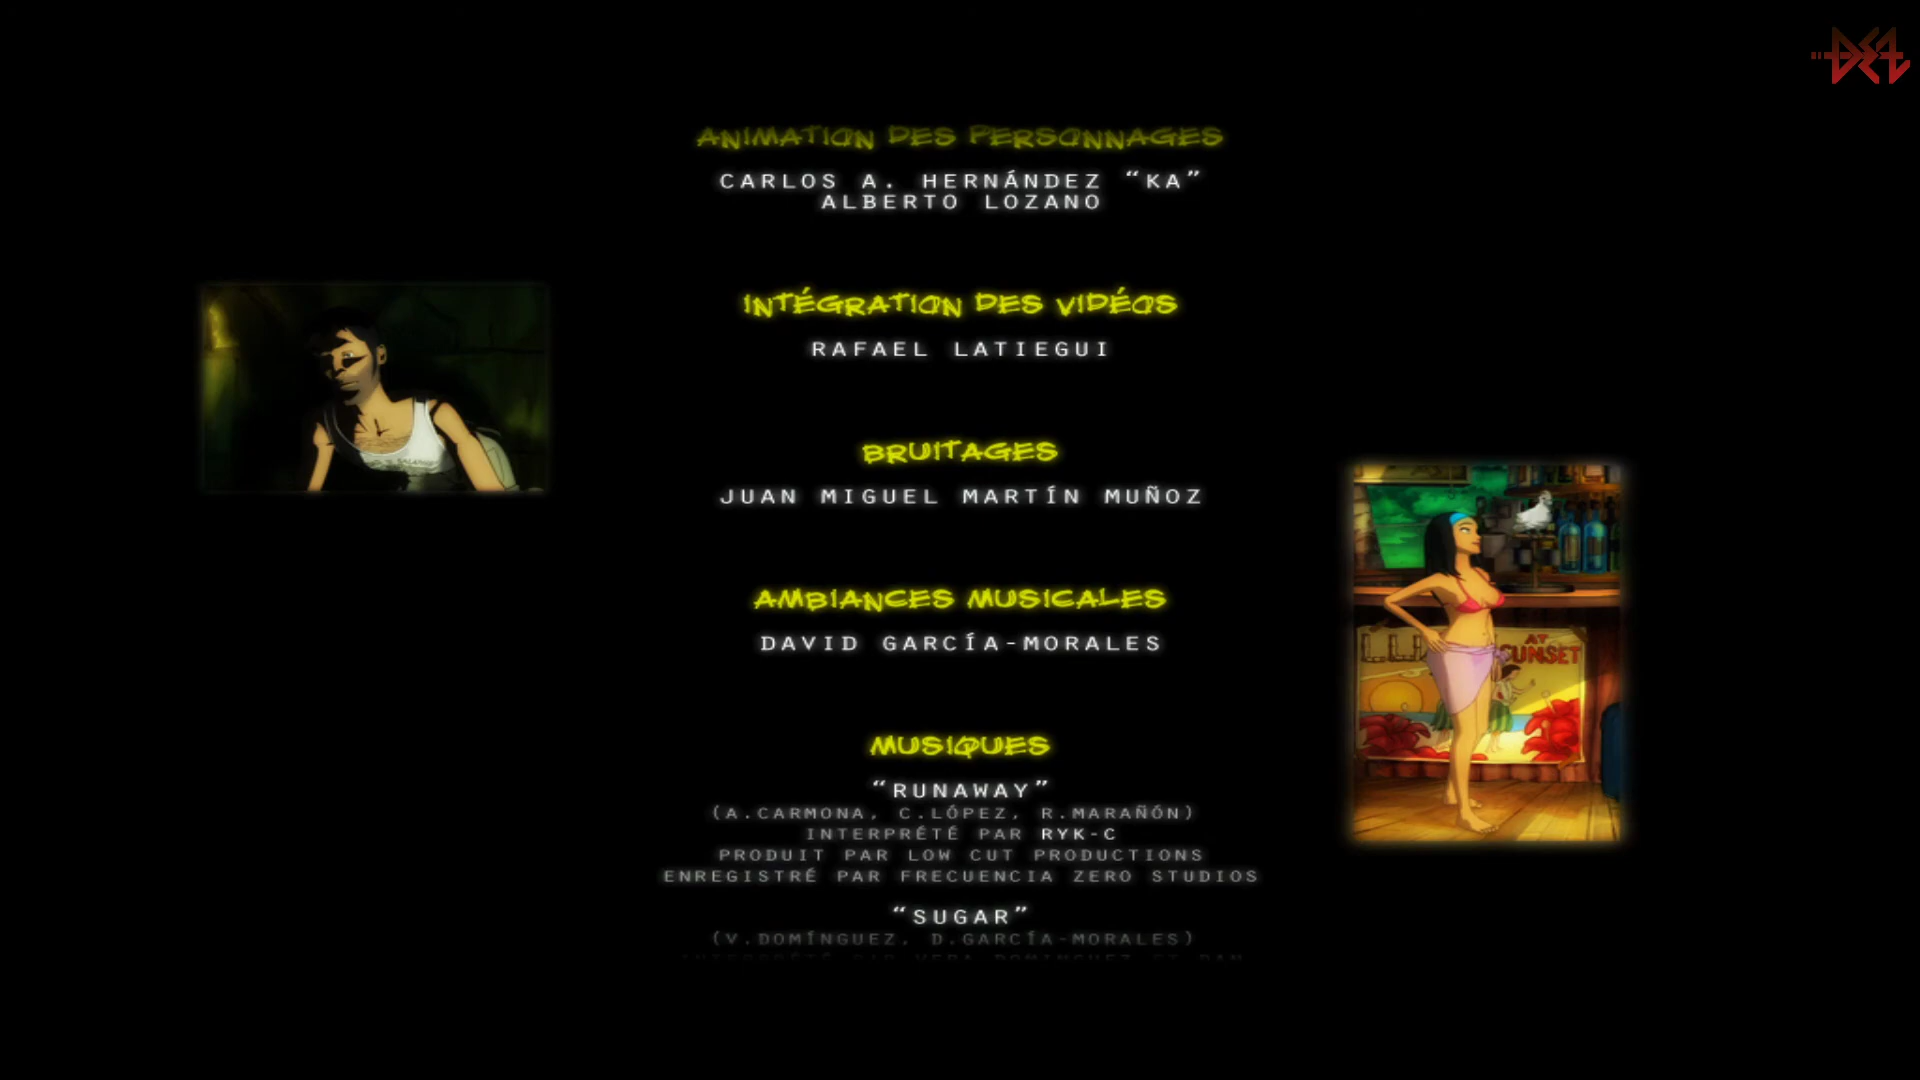 ANIMATION DES PERSONNAGES
CARLOS A. HERNÁNDEZ “KA”
ALBERTO LOZANO
INTÉGRATION DES VIDÉOS
RAFAEL LATIEGUI
BRUITAGES
JUAN MIGUEL MARTÍN MUÑOZ
AMBIANCES MUSICALES
DAVID GARCÍA-MORALES
MUSIQUES
“RUNAWAY”
(A.CARMONA, C.LÓPEZ, R.MARAÑÓN)
INTERPRÉTÉ PAR RYK-C
PRODUIT PAR LOW CUT PRODUCTIONS
ENREGISTRÉ PAR FRECUENCIA ZERO STUDIOS
“SUGAR”
(V.DOMÍNGUEZ, D.GARCÍA-MORALES)
AT
SUNSET